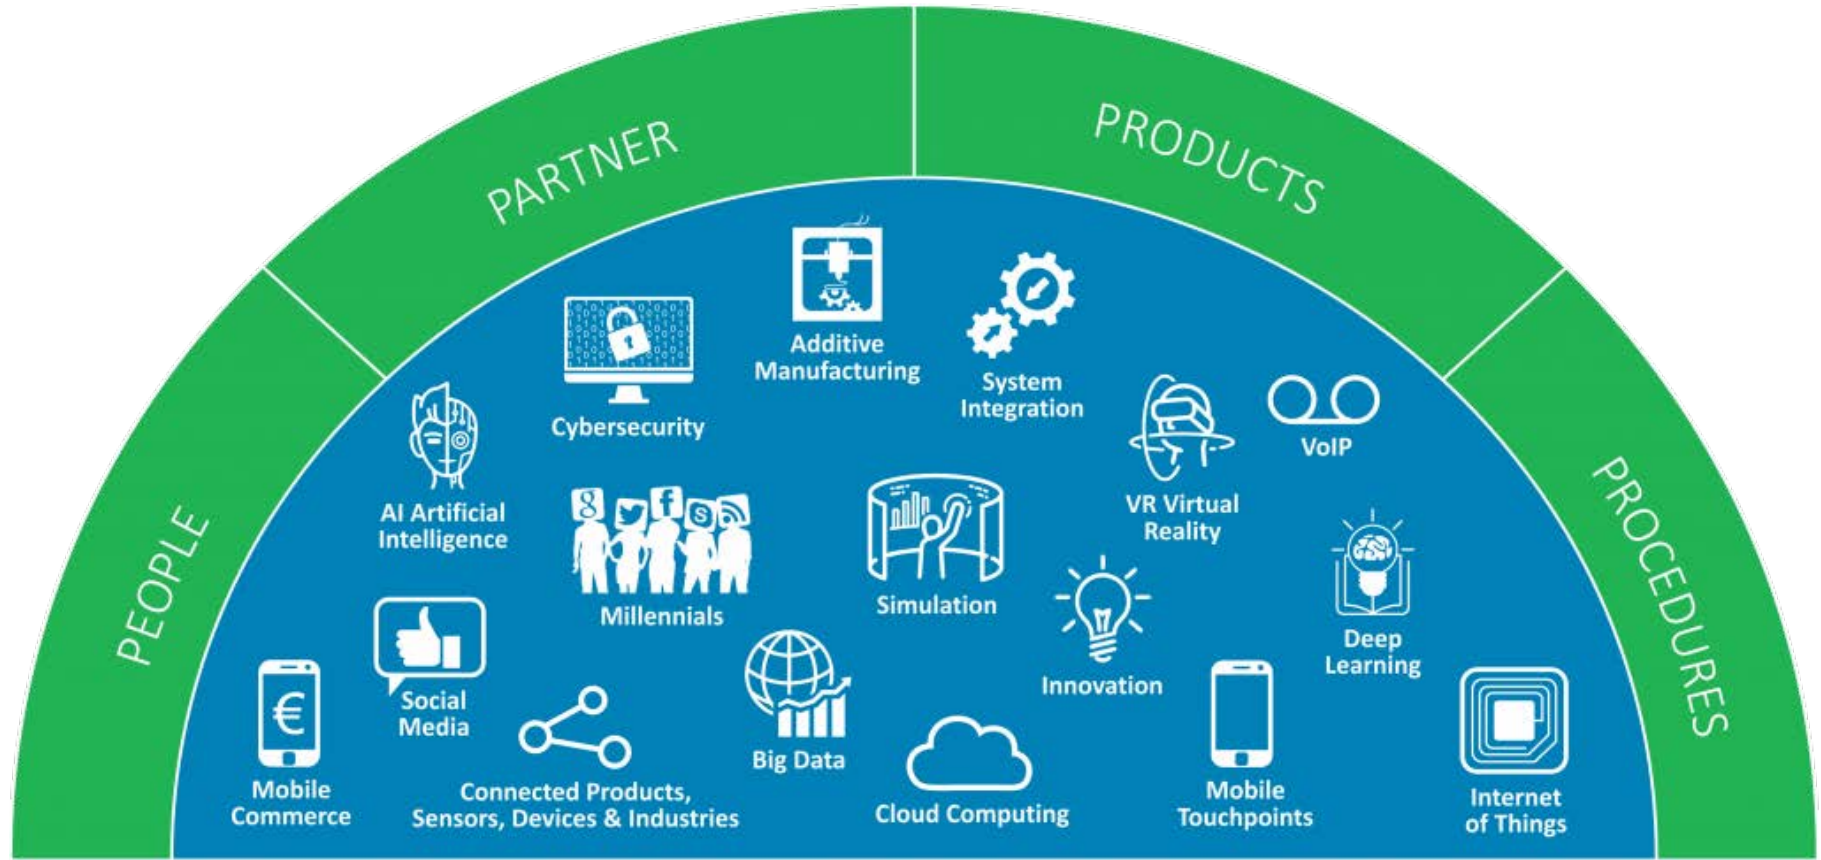 PEOPLE
PARTNER
PRODUCTS
PROCEDURES
Additive
Manufacturing
System
Integration
Cybersecurity
VoIP
AI Artificial
Intelligence
VR Virtual
Reality
g
f
S
Millennials
Simulation
Deep
Learning
Innovation
Social
Media
Big Data
€
Mobile
Commerce
Connected Products,
Sensors, Devices & Industries
Cloud Computing
Mobile
Touchpoints
Internet
of Things